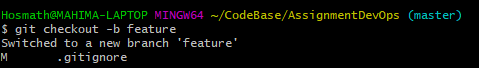 Hosmath@MAHIMA-LAPTOP MINGW64 ~/CodeBase/AssignmentDevOps (master)
$ git checkout -b feature
Switched to a new branch 'feature'
M       .gitignore